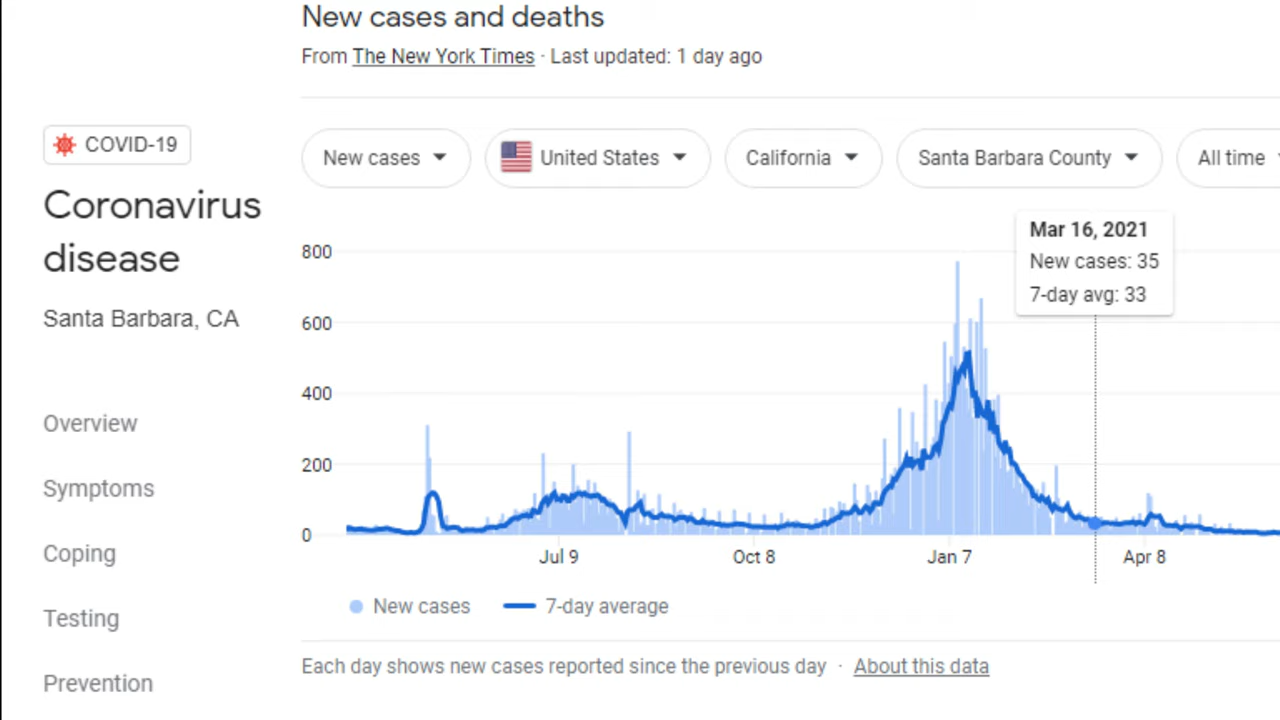 New cases and deaths
From The New York Times · Last updated: 1 day ago
COVID-19
Coronavirus
disease
Santa Barbara, CA
Overview
Symptoms
Coping
Testing
Prevention
New cases
United States
California
Santa Barbara County
All time
Mar 16, 2021
New cases: 35
7-day avg: 33
800
600
400
200
0
Jul 9
Oct 8
Jan 7
Apr 8
New cases
7-day average
Each day shows new cases reported since the previous day · About this data